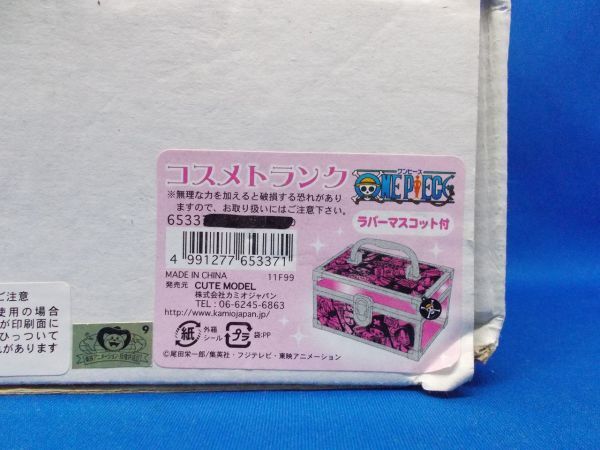 コスメトランク
ワンピース
ONE PIECE
※無理な力を加えると破損する恐れがあり
ますので、お取り扱いにはご注意下さい。
6533
ラバーマスコット付
4 991277 653371
MADE IN CHINA 11F99
発売元 CUTE MODEL
株式会社カミオジャパン
TEL : 06-6245-6863
http://www.kamiojapan.jp/
紙 外箱 シール プラ 袋:PP
©尾田栄一郎/集英社・フジテレビ・東映アニメーション
ご注意
使用の場合
が印刷面に
ひっついて
があります
9